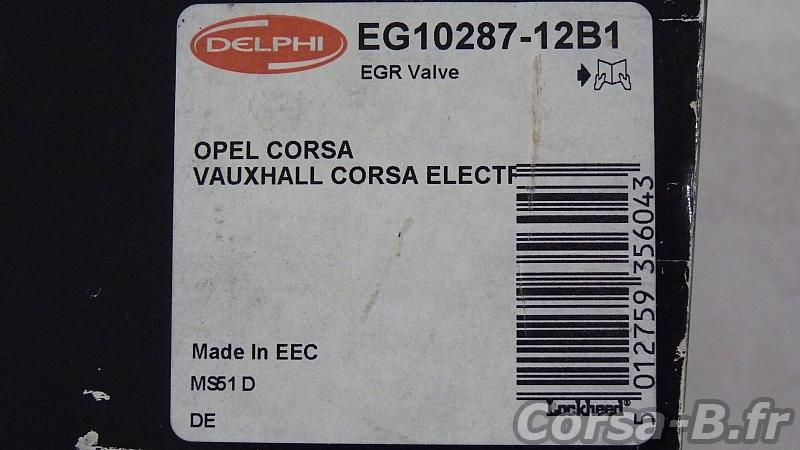 DELPHI EG10287-12B1
EGR Valve
OPEL CORSA
VAUXHALL CORSA ELECTR
5 012759 356043
Made In EEC
MS51 D
Lockheed®
DE
Corsa-B.fr